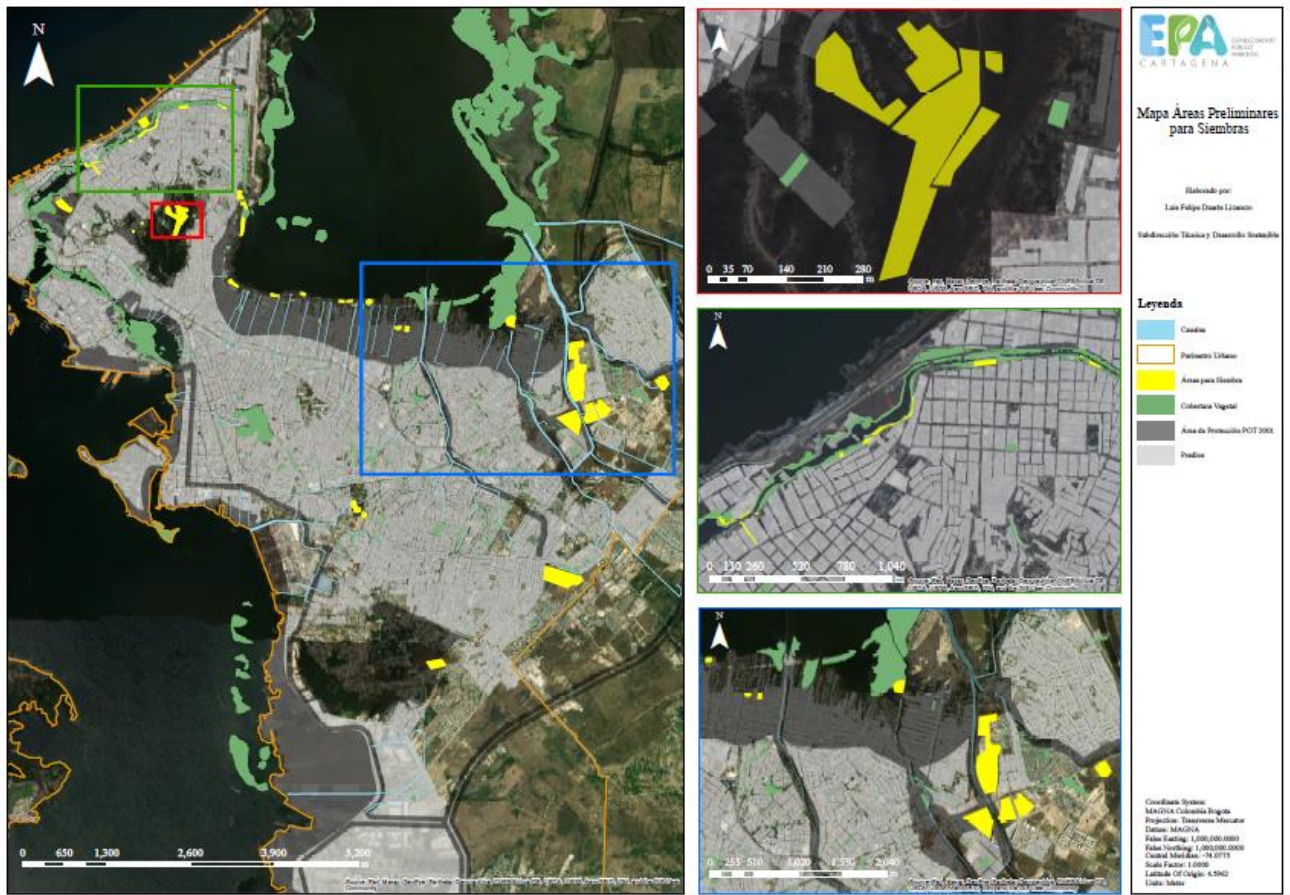 N
0 650 1,300 2,600 3,900 5,200
m
N
0 35 70 140 210 280
m
N
0 130 260 520 780 1,040
m
N
0 255 510 1,020 1,530 2,040
m
EPA
ESTABLECIMIENTO
PÚBLICO
AMBIENTAL
CARTAGENA
Mapa Áreas Preliminares
para Siembras
Elaborado por:
Luis Felipe Duarte
Subdirección Técnica y Desarrollo Sostenible
Leyenda
Canales
Perímetro Urbano
Áreas para Siembra
Cobertura Vegetal
Área de Protección POT 2001
Predios
Coordinate System:
MAGNA Colombia Bogota
Projection: Transverse Mercator
Datum: MAGNA
False Easting: 1,000,000.0000
False Northing: 1,000,000.0000
Central Meridian: -74.0775
Scale Factor: 1.0000
Latitude Of Origin: 4.5962
Units: Meter